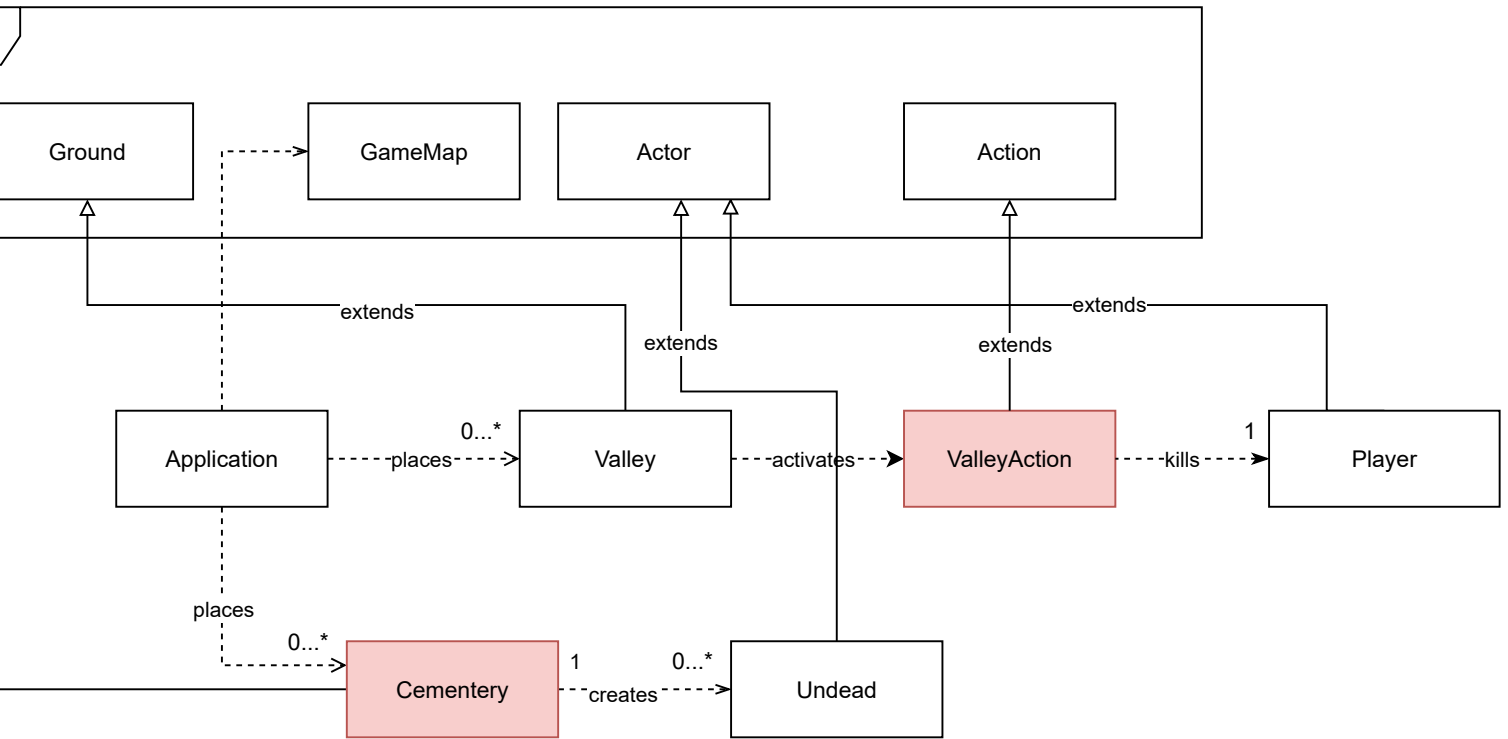 Ground
GameMap
Actor
Action
extends
extends
extends
extends
Application
places
0...*
Valley
activates
ValleyAction
kills
1
Player
places
0...*
Cementery
1
creates
0...*
Undead